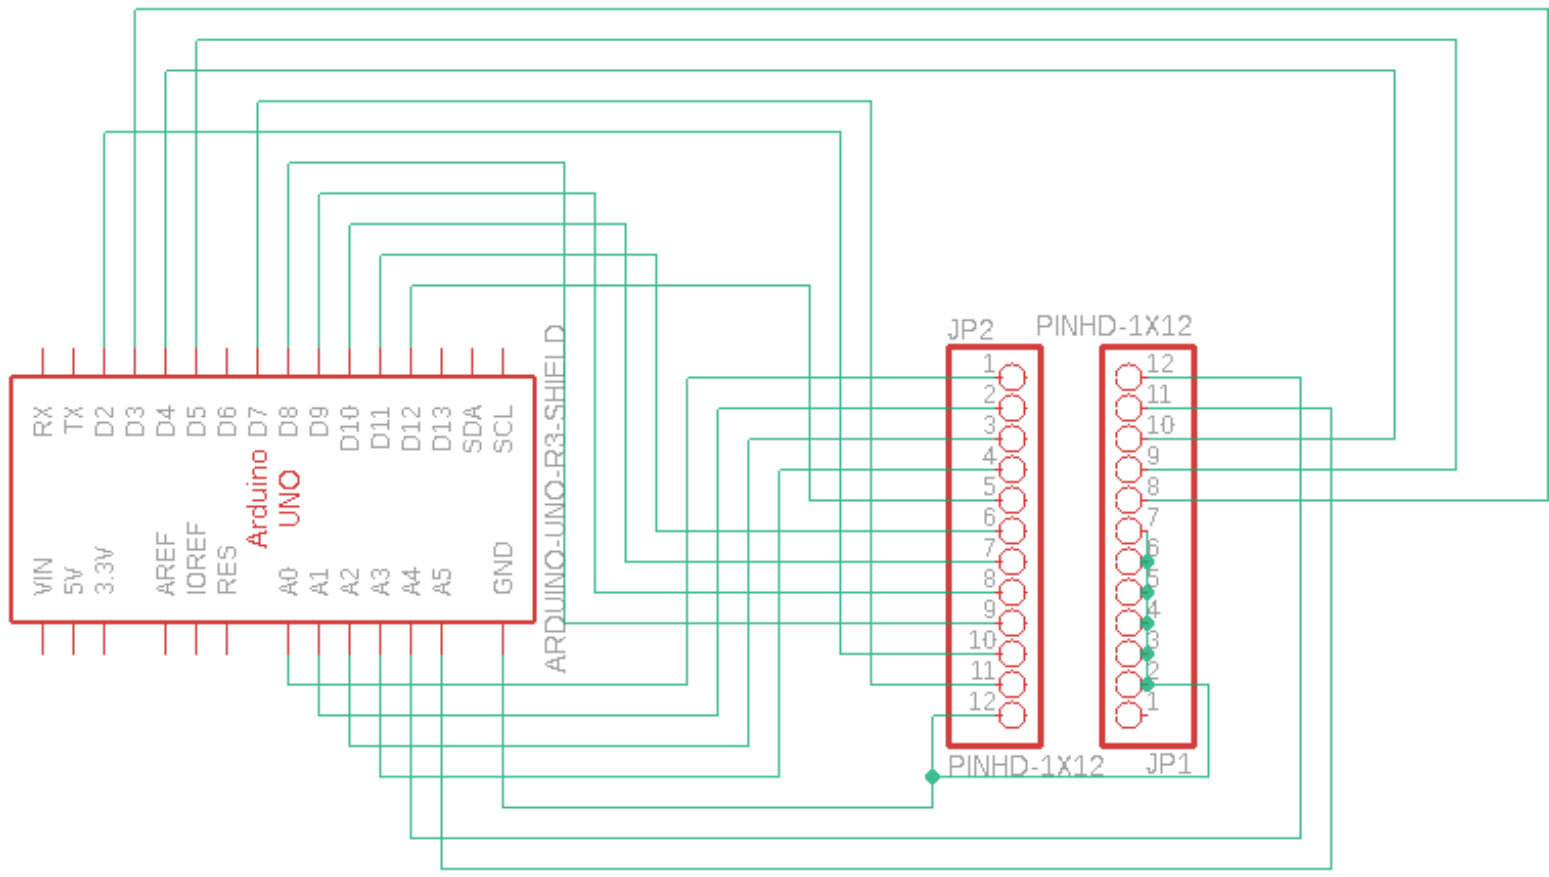 JP2
PINHD-1X12
1
2
3
4
5
6
7
8
9
10
11
12
12
11
10
9
8
7
6
5
4
3
2
1
PINHD-1X12
JP1
RX
TX
D2
D3
D4
D5
D6
D7
D8
D9
D10
D11
D12
D13
SDA
SCL
Arduino
UNO
VIN
5V
3.3V
AREF
IOREF
RES
A0
A1
A2
A3
A4
A5
GND
ARDUINO-UNO-R3-SHIELD